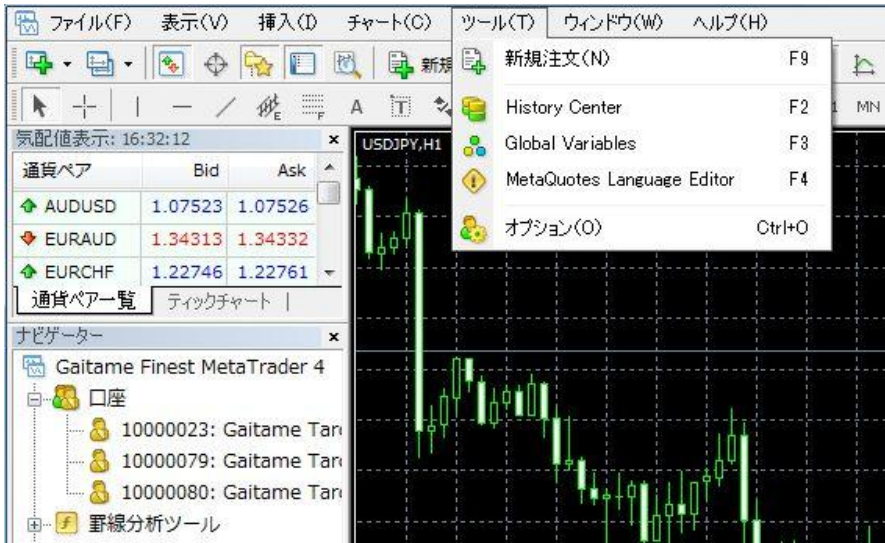 ファイル(F) 表示(V) 挿入(I) チャート(C) ツール(T) ウィンドウ(W) ヘルプ(H)
新規
新規注文(N) F9
History Center F2
Global Variables F3
MetaQuotes Language Editor F4
オプション(O) Ctrl+O
E F A T MN
気配値表示: 16:32:12
通貨ペア Bid Ask
AUDUSD 1.07523 1.07526
EURAUD 1.34313 1.34332
EURCHF 1.22746 1.22761
通貨ペア一覧 ティックチャート
ナビゲーター
Gaitame Finest MetaTrader 4
口座
10000023: Gaitame Tar
10000079: Gaitame Tar
10000080: Gaitame Tar
罫線分析ツール
USDJPY,H1